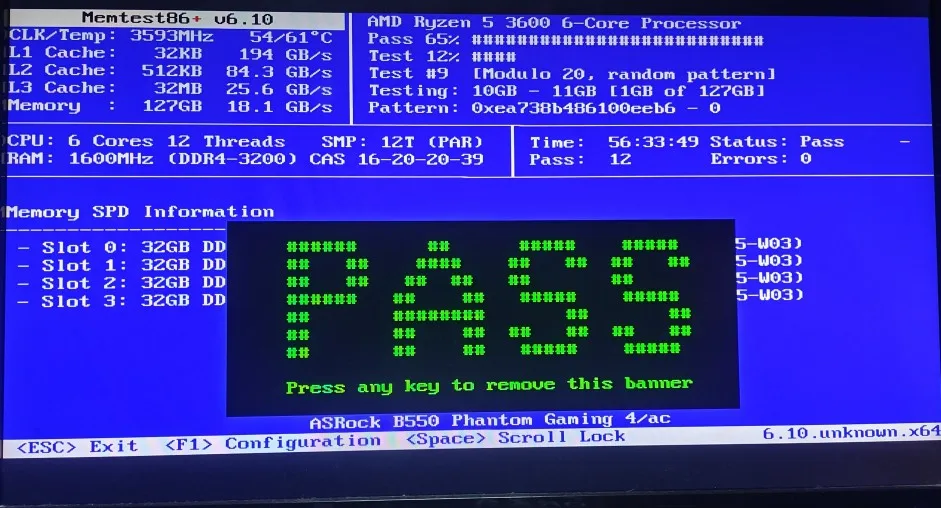 Memtest86+ v6.10
AMD Ryzen 5 3600 6-Core Processor
CLK/Temp: 3593MHz 54/61°C
Pass 65% ##########################
L1 Cache: 32KB 194 GB/s
Test 12% ####
L2 Cache: 512KB 84.3 GB/s
Test #9 [Modulo 20, random pattern]
L3 Cache: 32MB 25.6 GB/s
Testing: 10GB - 11GB [1GB of 127GB]
Memory : 127GB 18.1 GB/s
Pattern: 0xea738b486100eeb6 - 0
CPU: 6 Cores 12 Threads SMP: 12T (PAR)
Time: 56:33:49 Status: Pass -
RAM: 1600MHz (DDR4-3200) CAS 16-20-20-39
Pass: 12 Errors: 0
Memory SPD Information
- Slot 0: 32GB DD 5-W03)
- Slot 1: 32GB DD 5-W03)
- Slot 2: 32GB DD 5-W03)
- Slot 3: 32GB DD 5-W03)
PASS
Press any key to remove this banner
ASRock B550 Phantom Gaming 4/ac
<ESC> Exit <F1> Configuration <Space> Scroll Lock 6.10.unknown.x64